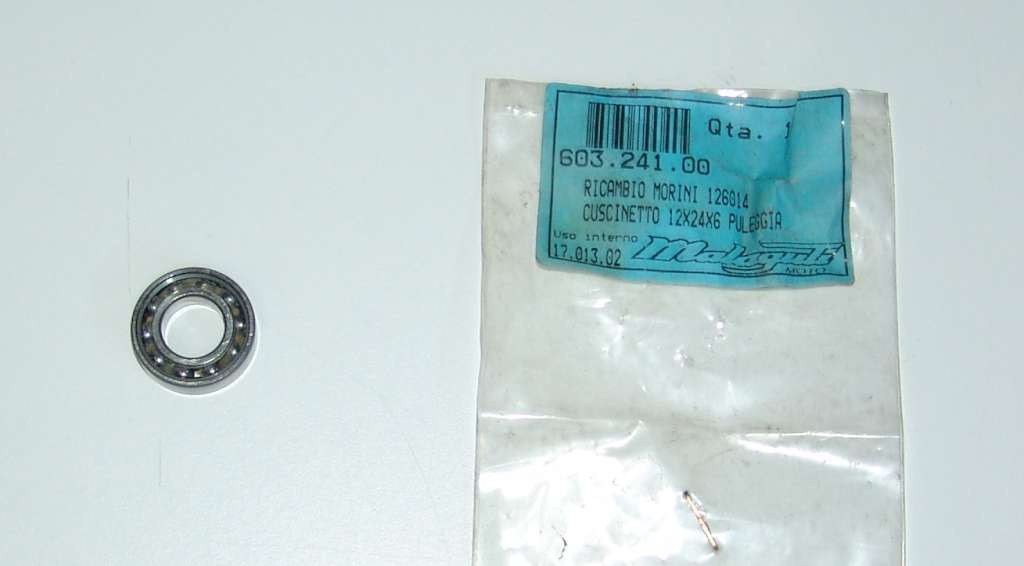 Qta. 1
603.241.00
RICAMBIO MORINI 126014
CUSCINETTO 12X24X6 PULEGGIA
Uso interno
17.013.02
Malaguti
MOTO